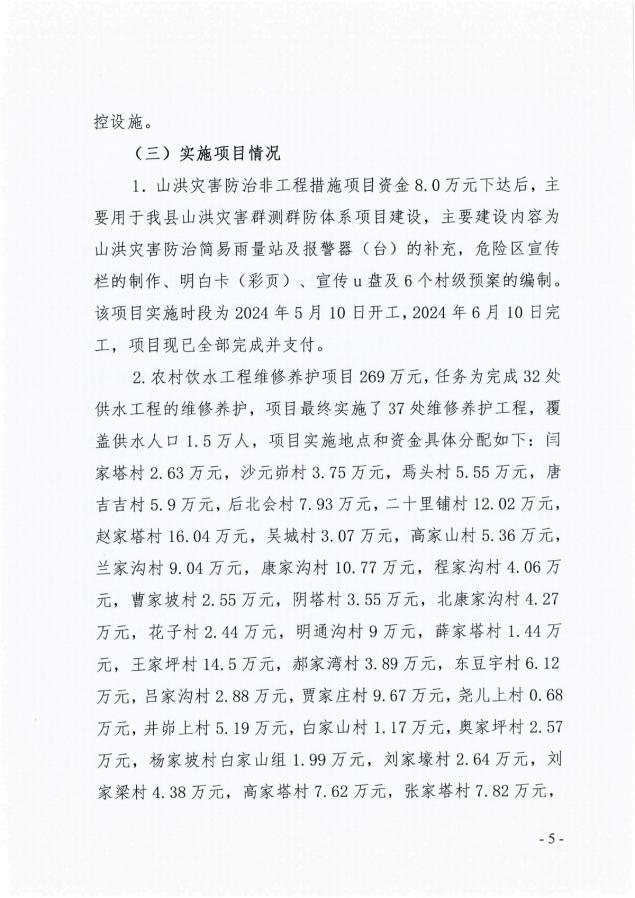 控设施。
（三）实施项目情况
1．山洪灾害防治非工程措施项目资金 8.0 万元下达后，主
要用于我县山洪灾害群测群防体系项目建设，主要建设内容为
山洪灾害防治简易雨量站及报警器（台）的补充，危险区宣传
栏的制作、明白卡（彩页）、宣传 u 盘及 6 个村级预案的编制。
该项目实施时段为 2024 年 5 月 10 日开工，2024 年 6 月 10 日完
工，项目现已全部完成并支付。
2.农村饮水工程维修养护项目 269 万元，任务为完成 32 处
供水工程的维修养护，项目最终实施了 37 处维修养护工程，覆
盖供水人口 1.5 万人，项目实施地点和资金具体分配如下：闫
家塔村 2.63 万元，沙元峁村 3.75 万元，焉头村 5.55 万元，唐
吉吉村 5.9 万元，后北会村 7.93 万元，二十里铺村 12.02 万元，
赵家塔村 16.04 万元，吴城村 3.07 万元，高家山村 5.36 万元，
兰家沟村 9.04 万元，康家沟村 10.77 万元，程家沟村 4.06 万
元，曹家坡村 2.55 万元，阴塔村 3.55 万元，北康家沟村 4.27
万元，花子村 2.44 万元，明通沟村 9 万元，薛家塔村 1.44 万
元，王家坪村 14.5 万元，郝家湾村 3.89 万元，东豆宇村 6.12
万元，吕家沟村 2.88 万元，贾家庄村 9.67 万元，尧儿上村 0.68
万元，井峁上村 5.19 万元，白家山村 1.17 万元，奥家坪村 2.57
万元，杨家坡村白家山组 1.99 万元，刘家壕村 2.64 万元，刘
家梁村 4.38 万元，高家塔村 7.62 万元，张家塔村 7.82 万元，
- 5 -